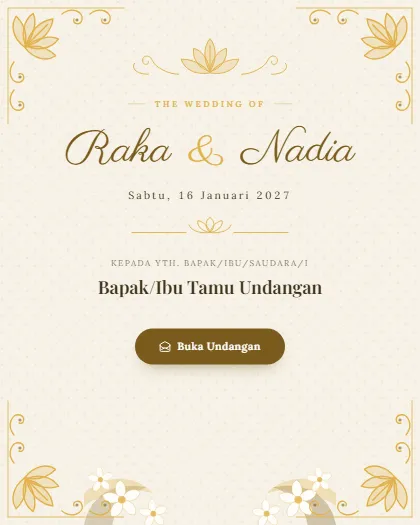 THE WEDDING OF
Raka & Nadia
Sabtu, 16 Januari 2027
KEPADA YTH. BAPAK/IBU/SAUDARA/I
Bapak/Ibu Tamu Undangan
Buka Undangan